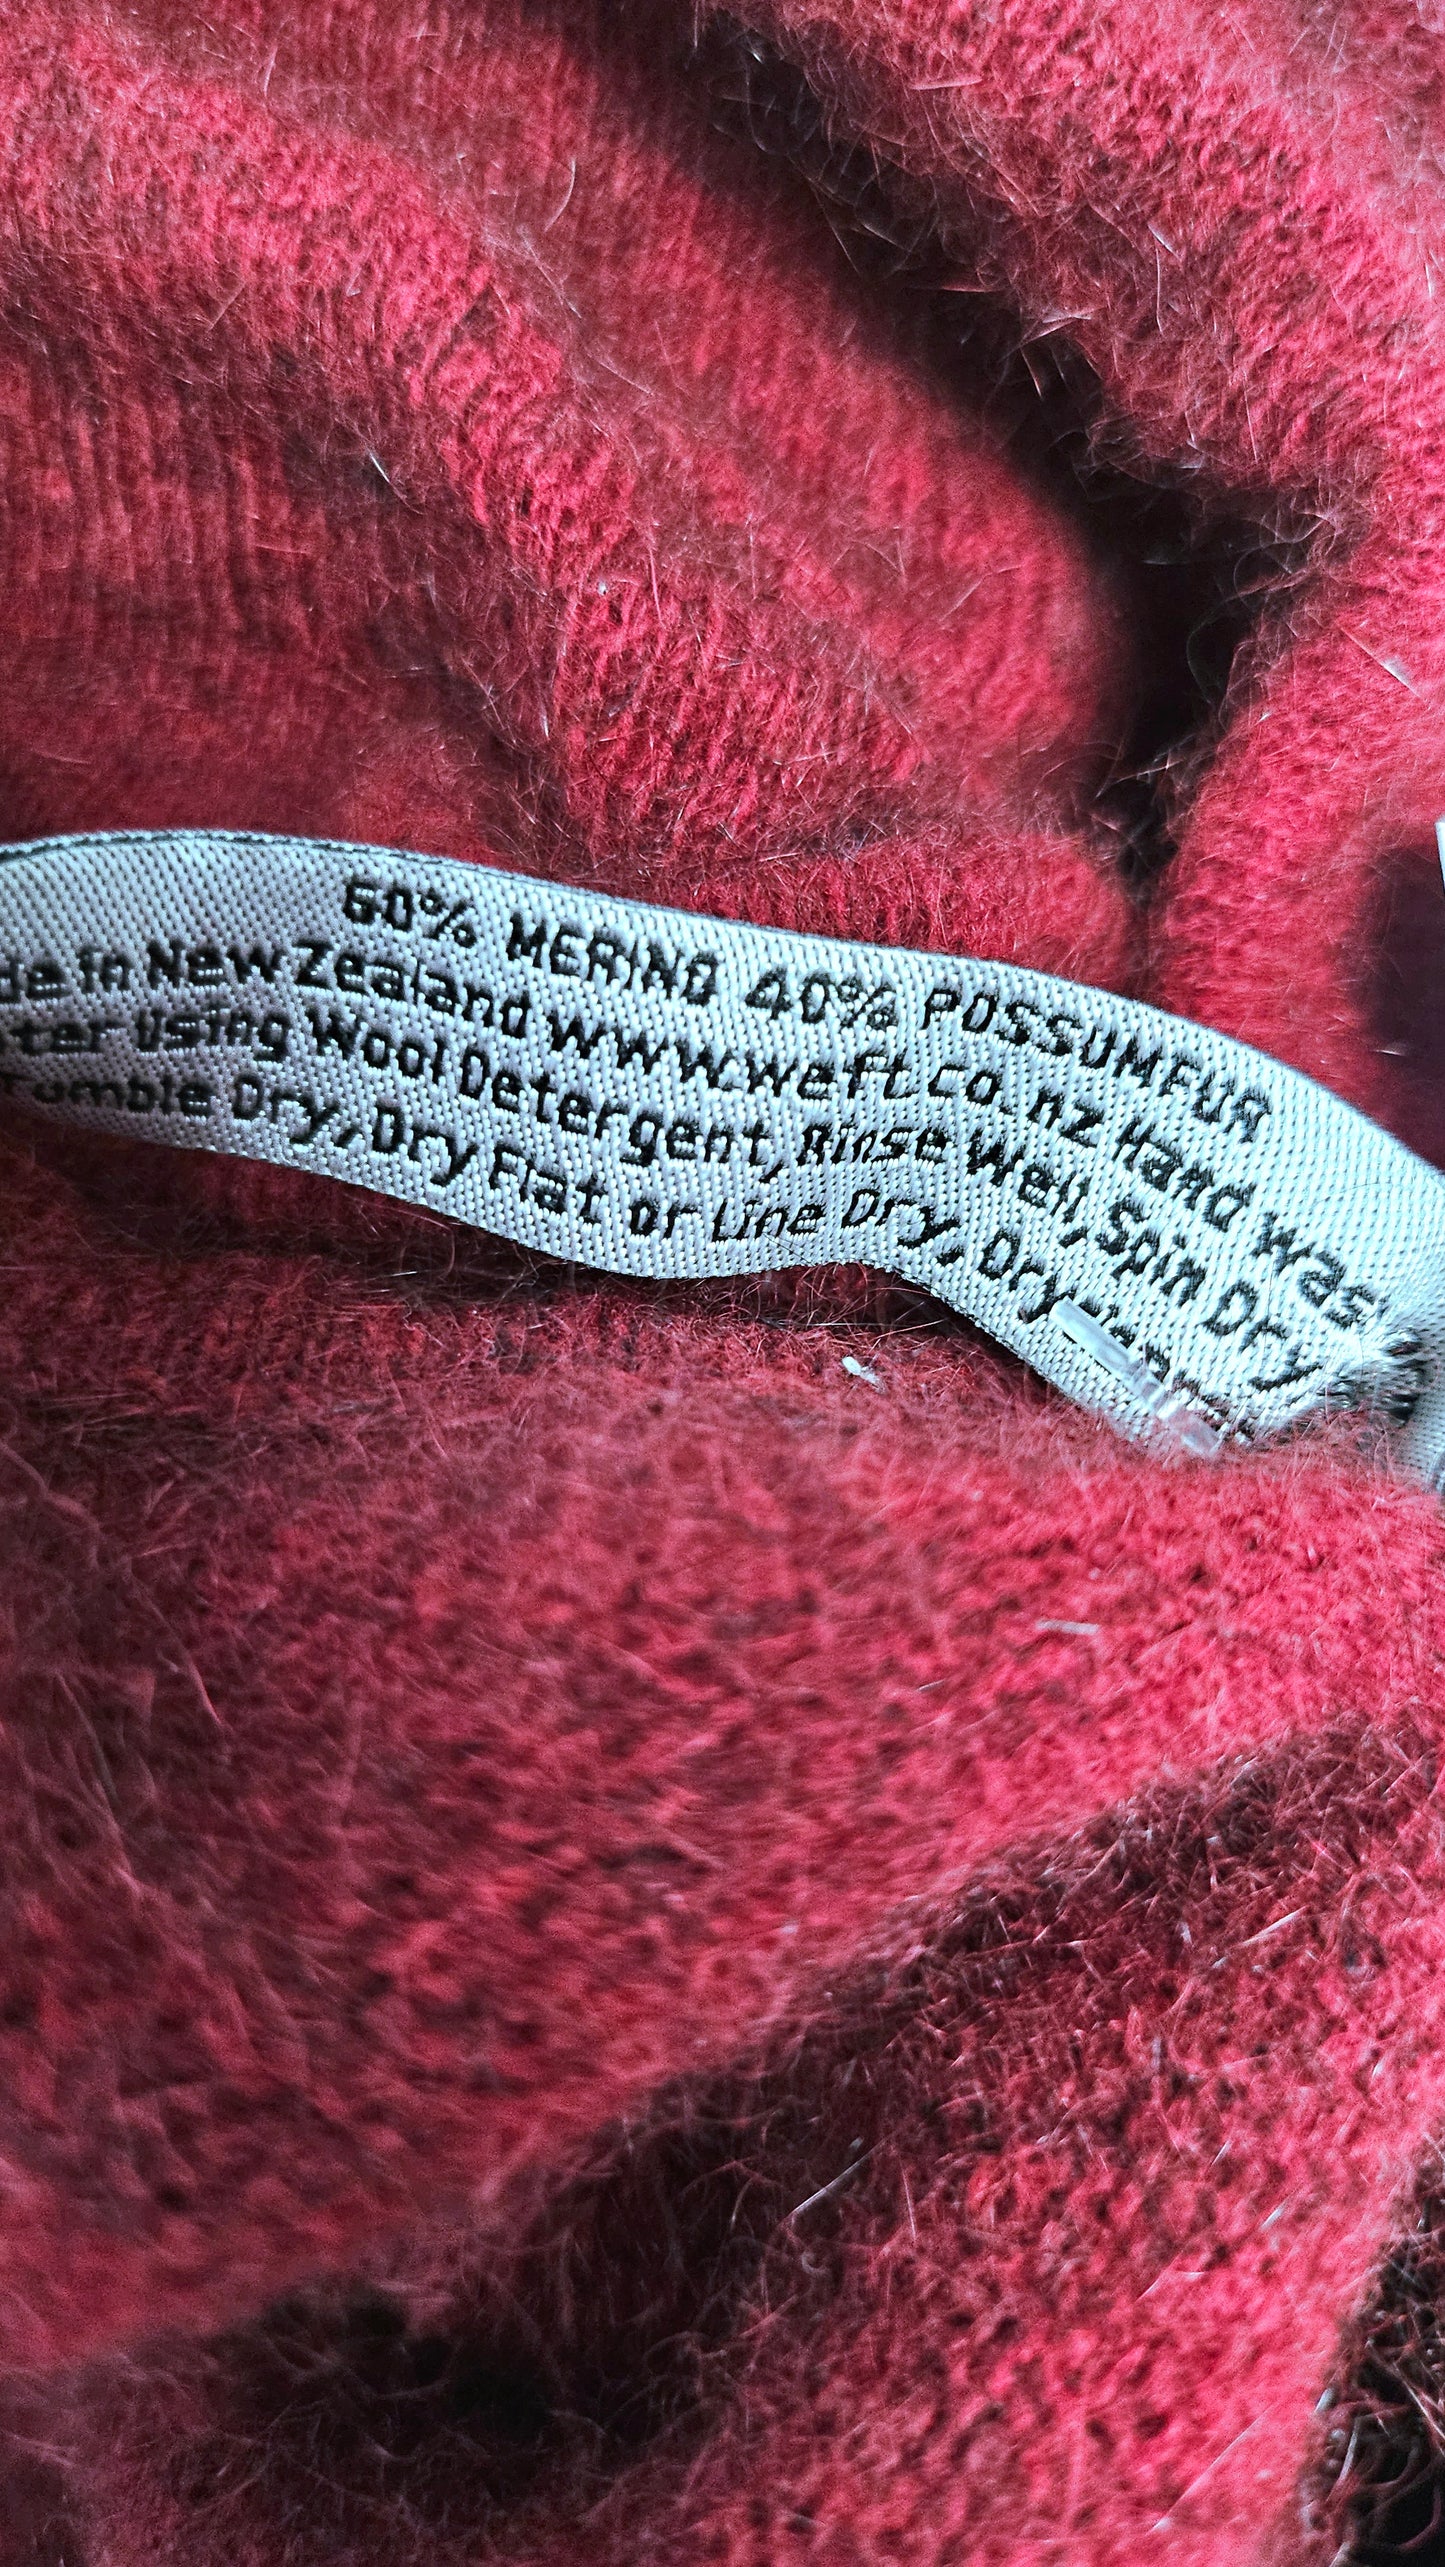 60% MERINO 40% POSSUMFUR
de in New Zealand www.weft.co.nz Hand Was
ter Using Wool Detergent, Rinse Well, Spin Dry
umble Dry, Dry Flat or Line Dry, Dry